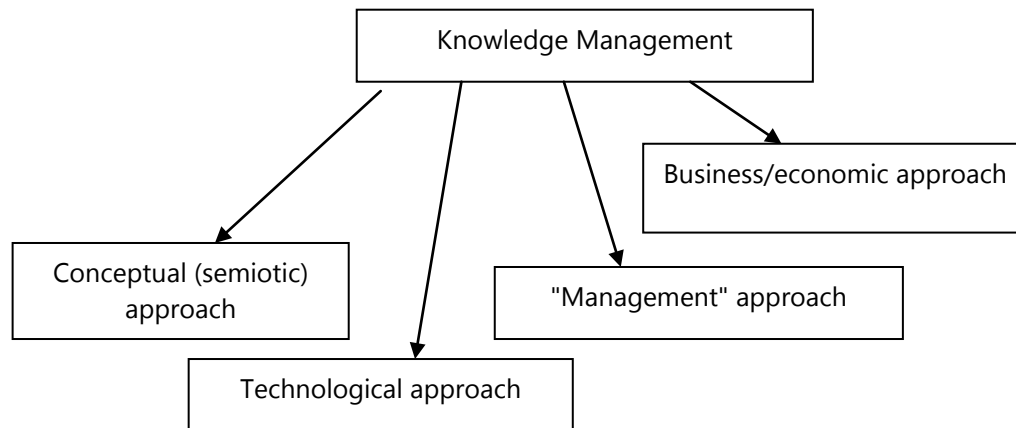 Knowledge Management
Business/economic approach
Conceptual (semiotic)
approach
"Management" approach
Technological approach